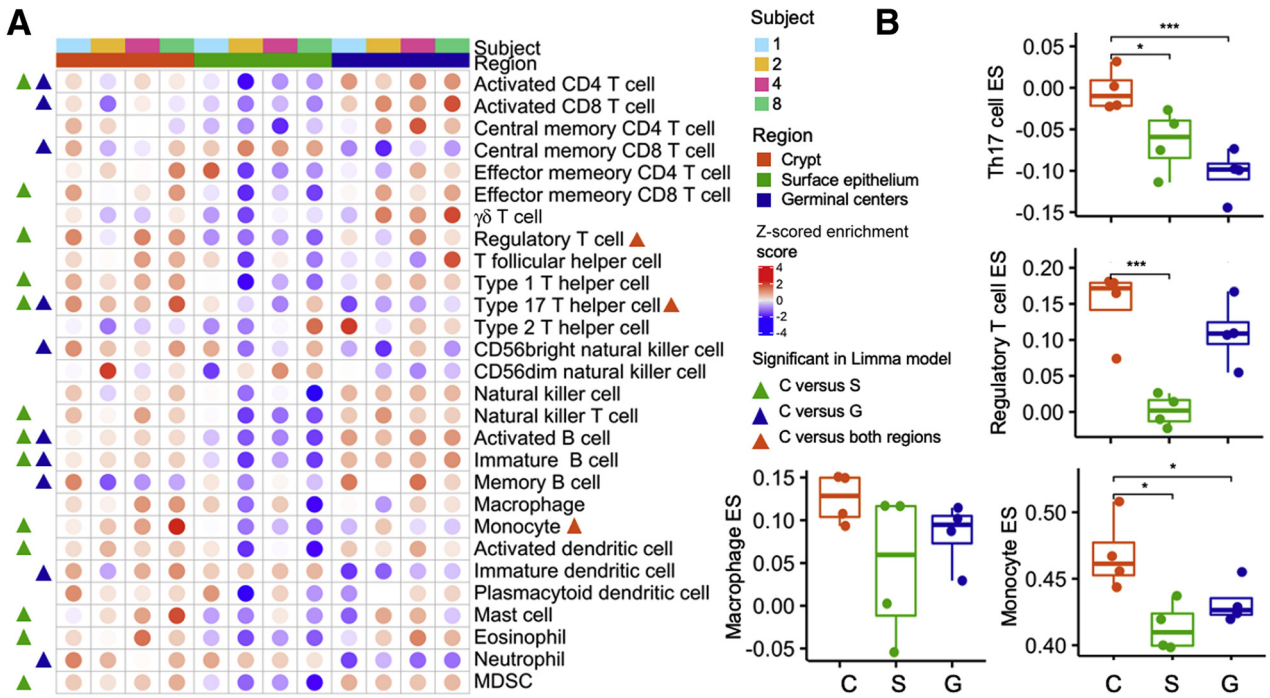 A
Subject
Region
Activated CD4 T cell
Activated CD8 T cell
Central memory CD4 T cell
Central memory CD8 T cell
Effector memeory CD4 T cell
Effector memeory CD8 T cell
γδ T cell
Regulatory T cell
T follicular helper cell
Type 1 T helper cell
Type 17 T helper cell
Type 2 T helper cell
CD56bright natural killer cell
CD56dim natural killer cell
Natural killer cell
Natural killer T cell
Activated B cell
Immature B cell
Memory B cell
Macrophage
Monocyte
Activated dendritic cell
Immature dendritic cell
Plasmacytoid dendritic cell
Mast cell
Eosinophil
Neutrophil
MDSC
Subject
1
2
4
8
Region
Crypt
Surface epithelium
Germinal centers
Z-scored enrichment
score
4
2
0
-2
-4
Significant in Limma model
C versus S
C versus G
C versus both regions
B
Th17 cell ES
0.05
0.00
-0.05
-0.10
-0.15
***
*
Regulatory T cell ES
0.20
0.15
0.10
0.05
0.00
***
Macrophage ES
0.15
0.10
0.05
0.00
-0.05
C S G
Monocyte ES
0.50
0.45
0.40
*
*
C S G